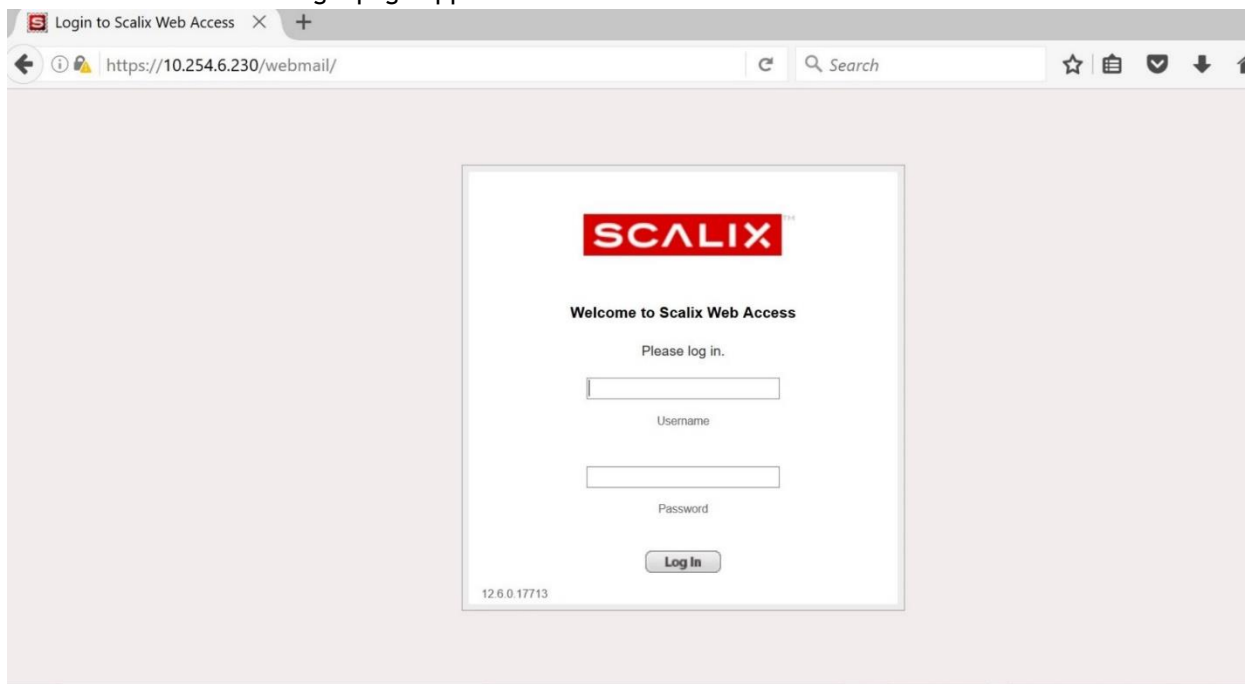 Login to Scalix Web Access
https://10.254.6.230/webmail/
Search
SCALIX™
Welcome to Scalix Web Access
Please log in.
Username
Password
Log In
12.6.0.17713